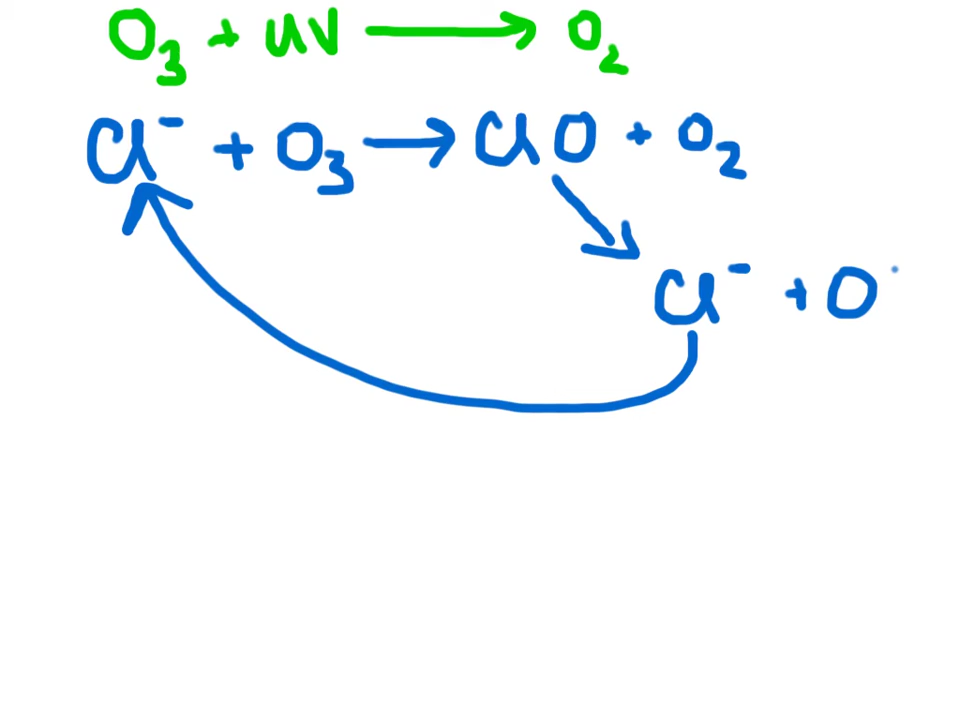 O₃ + UV ⟶ O₂
Cl⁻ + O₃ → ClO + O₂
Cl⁻ + O